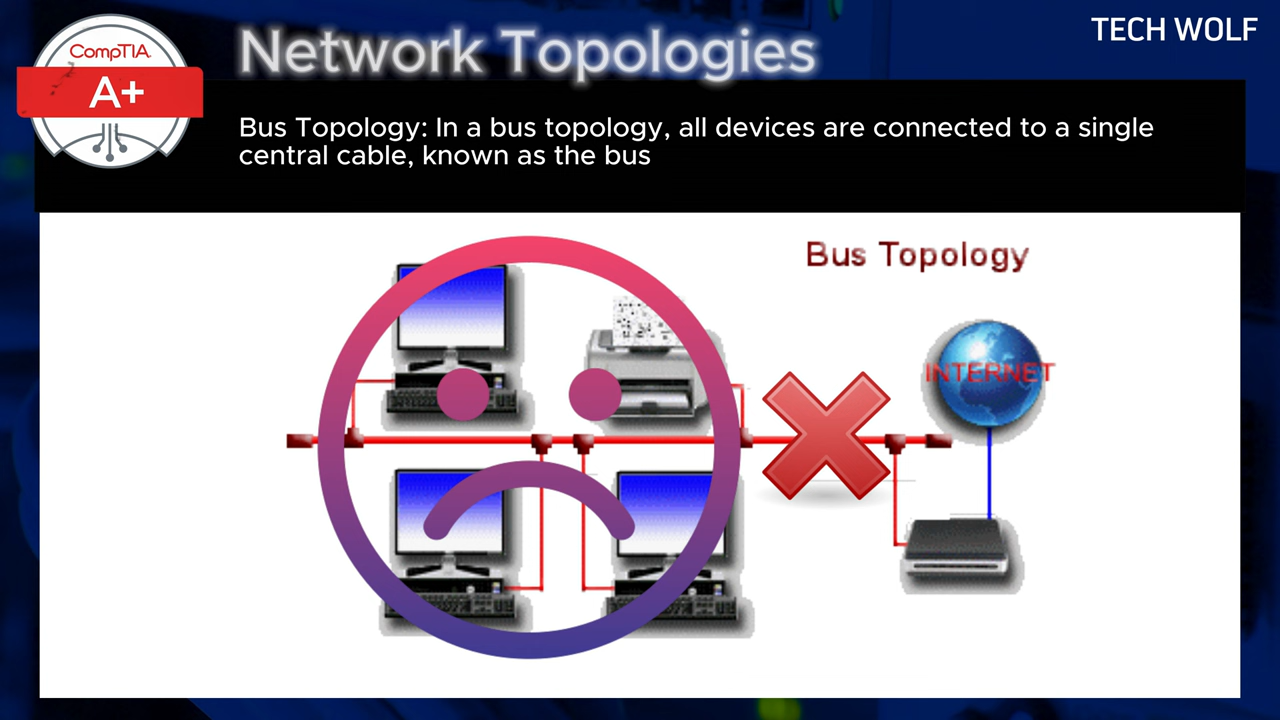 CompTIA.
A+
Network Topologies
TECH WOLF
Bus Topology: In a bus topology, all devices are connected to a single
central cable, known as the bus
Bus Topology
INTERNET